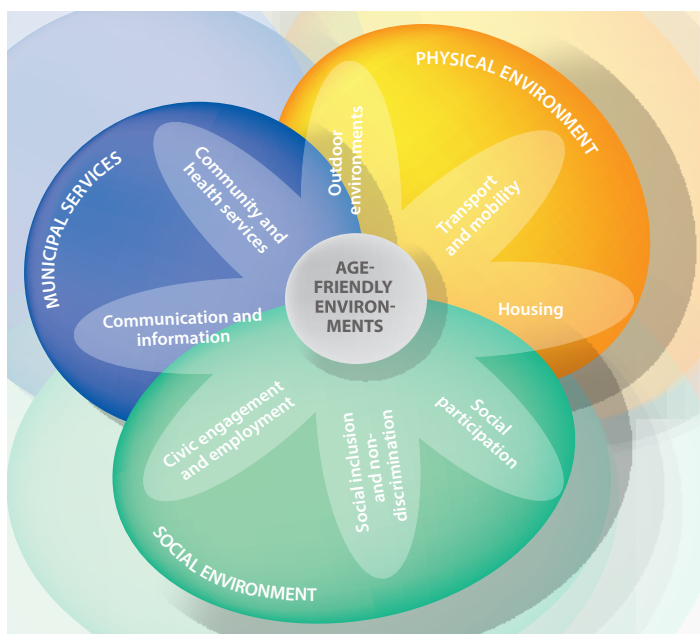 PHYSICAL ENVIRONMENT
Outdoor
environments
Transport
and mobility
Housing
MUNICIPAL SERVICES
Community and
health services
Communication and
information
AGE-
FRIENDLY
ENVIRON-
MENTS
Civic engagement
and employment
Social inclusion
and non-
discrimination
Social
participation
SOCIAL ENVIRONMENT